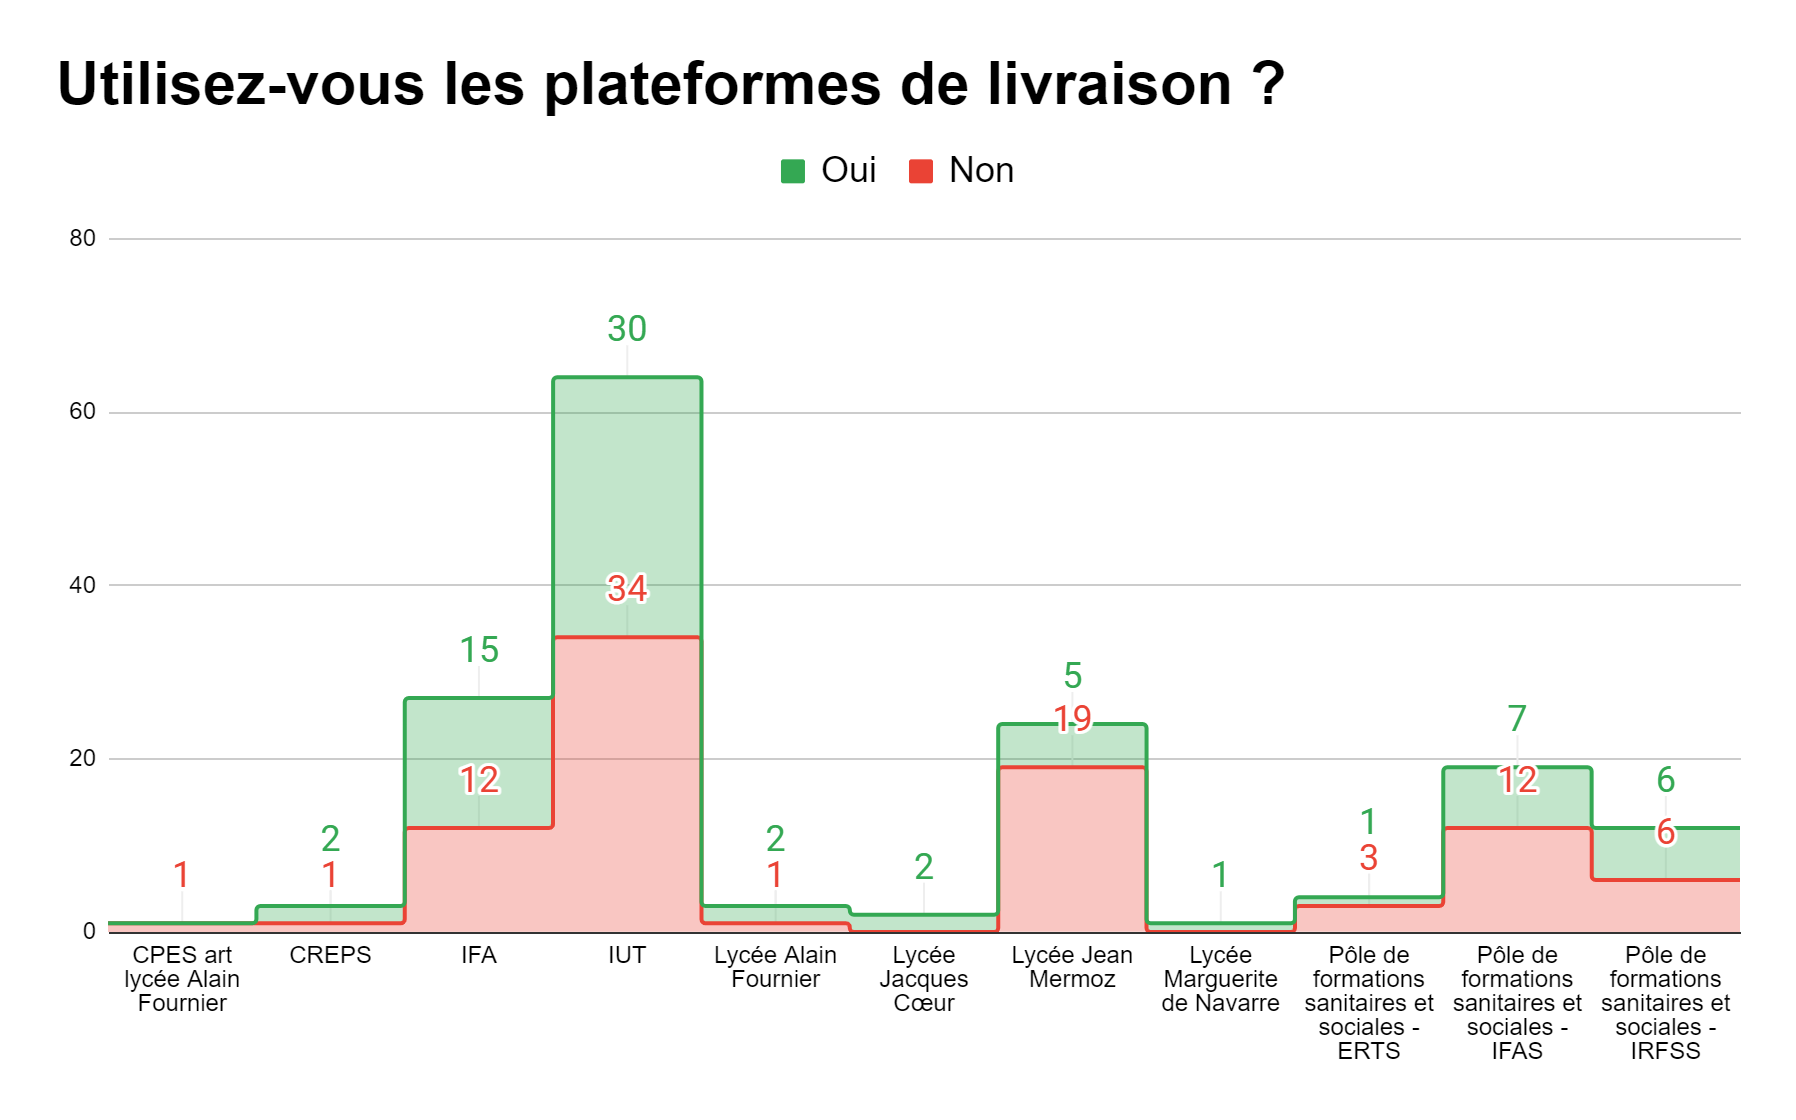 Utilisez-vous les plateformes de livraison ?
Oui
Non
80
60
40
20
0
1
2
1
15
12
30
34
2
1
2
5
19
1
1
3
7
12
6
6
CPES art
lycée Alain
Fournier
CREPS
IFA
IUT
Lycée Alain
Fournier
Lycée
Jacques
Cœur
Lycée Jean
Mermoz
Lycée
Marguerite
de Navarre
Pôle de
formations
sanitaires et
sociales -
ERTS
Pôle de
formations
sanitaires et
sociales -
IFAS
Pôle de
formations
sanitaires et
sociales -
IRFSS